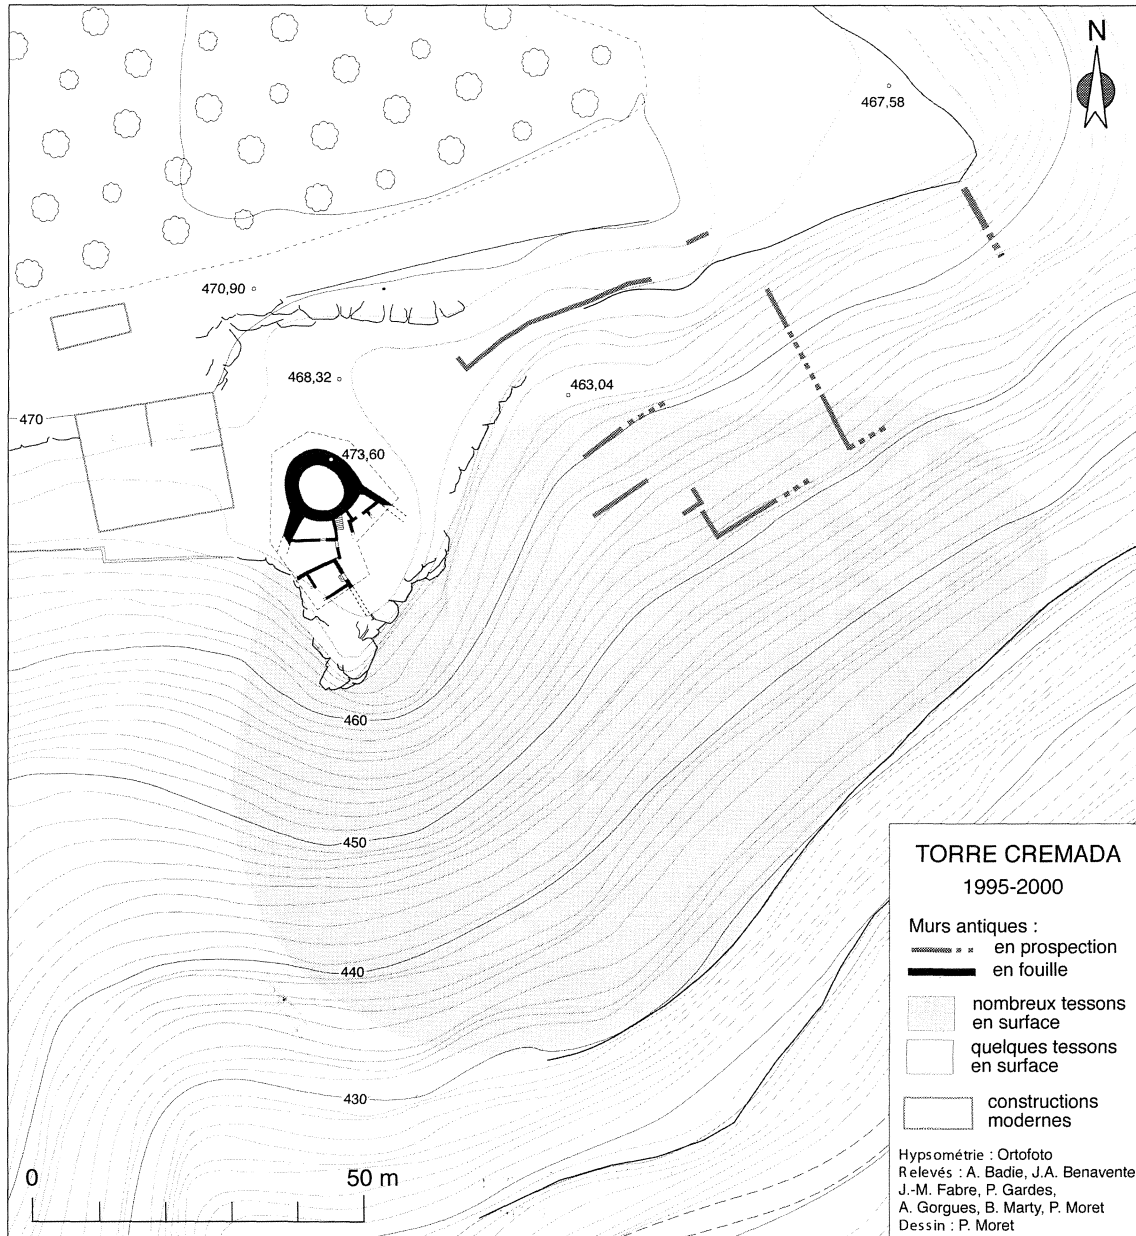 N
467,58
470,90
468,32
463,04
470
473,60
460
450
440
430
0 50 m
TORRE CREMADA
1995-2000
Murs antiques :
en prospection
en fouille
nombreux tessons
en surface
quelques tessons
en surface
constructions
modernes
Hypsométrie : Ortofoto
Relevés : A. Badie, J.A. Benavente
J.-M. Fabre, P. Gardes,
A. Gorgues, B. Marty, P. Moret
Dessin : P. Moret